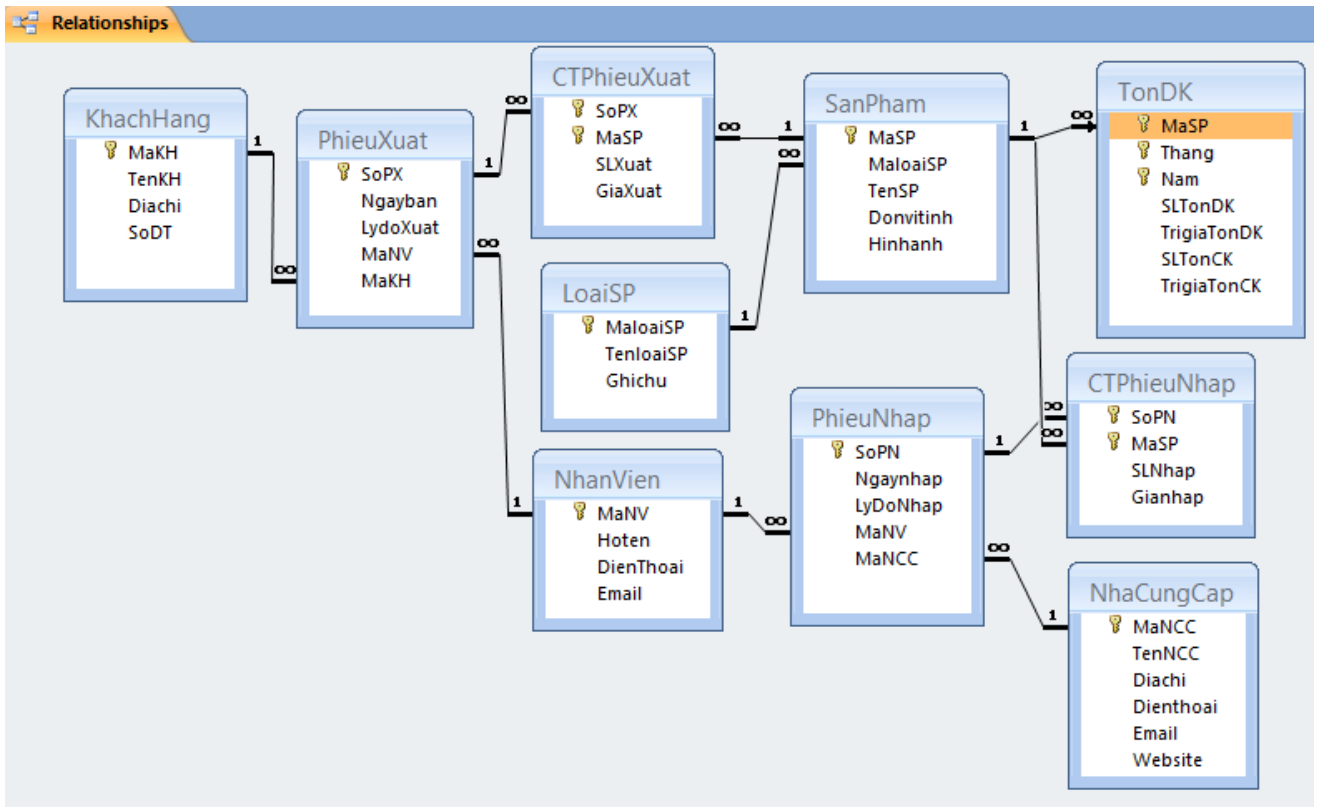 Relationships
KhachHang
MaKH
TenKH
Diachi
SoDT
1
∞
PhieuXuat
SoPX
Ngayban
LydoXuat
MaNV
MaKH
1
∞
∞
1
CTPhieuXuat
SoPX
MaSP
SLXuat
GiaXuat
∞
1
LoaiSP
MaloaiSP
TenloaiSP
Ghichu
1
∞
NhanVien
MaNV
Hoten
DienThoai
Email
1
∞
SanPham
MaSP
MaloaiSP
TenSP
Donvitinh
Hinhanh
1
∞
∞
PhieuNhap
SoPN
Ngaynhap
LyDoNhap
MaNV
MaNCC
1
∞
∞
1
TonDK
MaSP
Thang
Nam
SLTonDK
TrigiaTonDK
SLTonCK
TrigiaTonCK
CTPhieuNhap
SoPN
MaSP
SLNhap
Gianhap
NhaCungCap
MaNCC
TenNCC
Diachi
Dienthoai
Email
Website